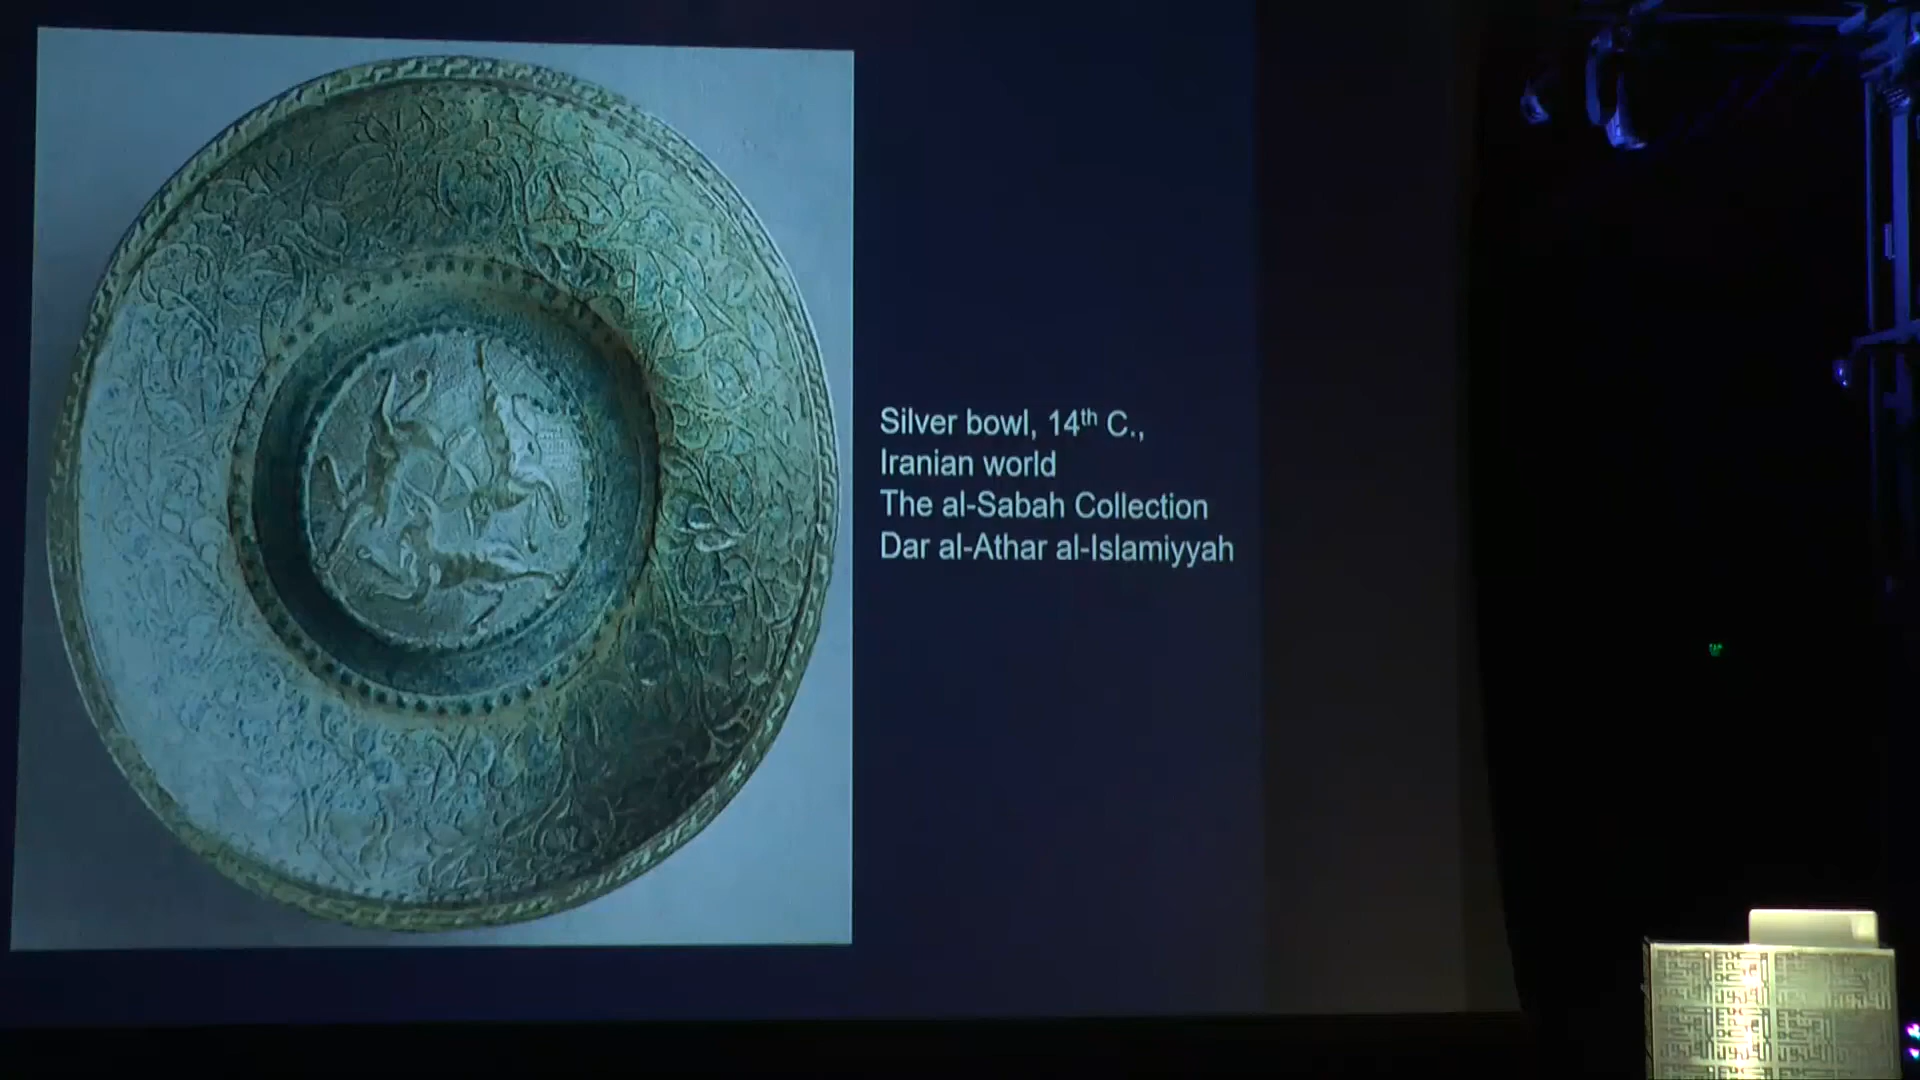 Silver bowl, 14th C.,
Iranian world
The al-Sabah Collection
Dar al-Athar al-Islamiyyah